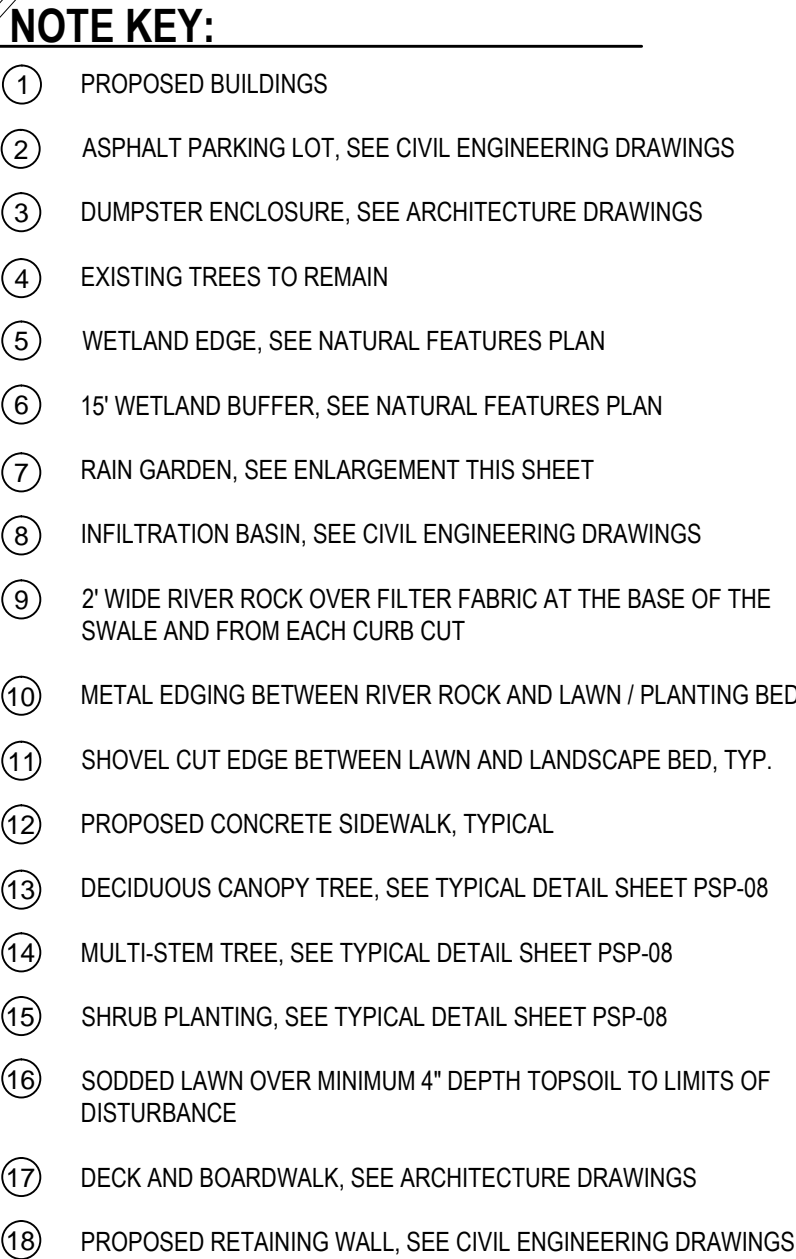 NOTE KEY:
1 PROPOSED BUILDINGS
2 ASPHALT PARKING LOT, SEE CIVIL ENGINEERING DRAWINGS
3 DUMPSTER ENCLOSURE, SEE ARCHITECTURE DRAWINGS
4 EXISTING TREES TO REMAIN
5 WETLAND EDGE, SEE NATURAL FEATURES PLAN
6 15' WETLAND BUFFER, SEE NATURAL FEATURES PLAN
7 RAIN GARDEN, SEE ENLARGEMENT THIS SHEET
8 INFILTRATION BASIN, SEE CIVIL ENGINEERING DRAWINGS
9 2' WIDE RIVER ROCK OVER FILTER FABRIC AT THE BASE OF THE
SWALE AND FROM EACH CURB CUT
10 METAL EDGING BETWEEN RIVER ROCK AND LAWN / PLANTING BED
11 SHOVEL CUT EDGE BETWEEN LAWN AND LANDSCAPE BED, TYP.
12 PROPOSED CONCRETE SIDEWALK, TYPICAL
13 DECIDUOUS CANOPY TREE, SEE TYPICAL DETAIL SHEET PSP-08
14 MULTI-STEM TREE, SEE TYPICAL DETAIL SHEET PSP-08
15 SHRUB PLANTING, SEE TYPICAL DETAIL SHEET PSP-08
16 SODDED LAWN OVER MINIMUM 4" DEPTH TOPSOIL TO LIMITS OF
DISTURBANCE
17 DECK AND BOARDWALK, SEE ARCHITECTURE DRAWINGS
18 PROPOSED RETAINING WALL, SEE CIVIL ENGINEERING DRAWINGS